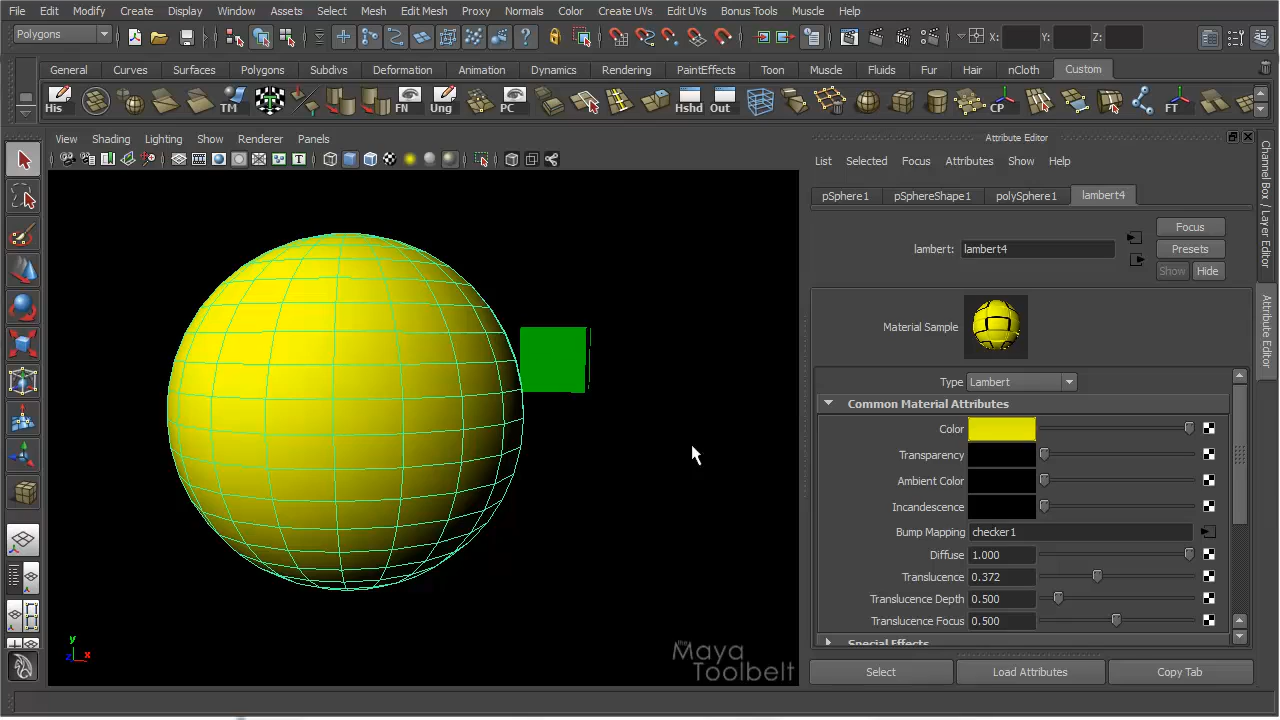 File Edit Modify Create Display Window Assets Select Mesh Edit Mesh Proxy Normals Color Create UVs Edit UVs Bonus Tools Muscle Help
Polygons X: Y: Z:
General Curves Surfaces Polygons Subdivs Deformation Animation Dynamics Rendering PaintEffects Toon Muscle Fluids Fur Hair nCloth Custom
His TM FN Ung PC Hshd Out CP FT
View Shading Lighting Show Renderer Panels
Attribute Editor
List Selected Focus Attributes Show Help
pSphere1 pSphereShape1 polySphere1 lambert4
Focus
lambert: lambert4 Presets
Show Hide
Material Sample
Type Lambert
Common Material Attributes
Color
Transparency
Ambient Color
Incandescence
Bump Mapping checker1
Diffuse 1.000
Translucence 0.372
Translucence Depth 0.500
Translucence Focus 0.500
Special Effects
Select Load Attributes Copy Tab
Channel Box / Layer Editor
Attribute Editor
y
z x
the
Maya
Toolbelt